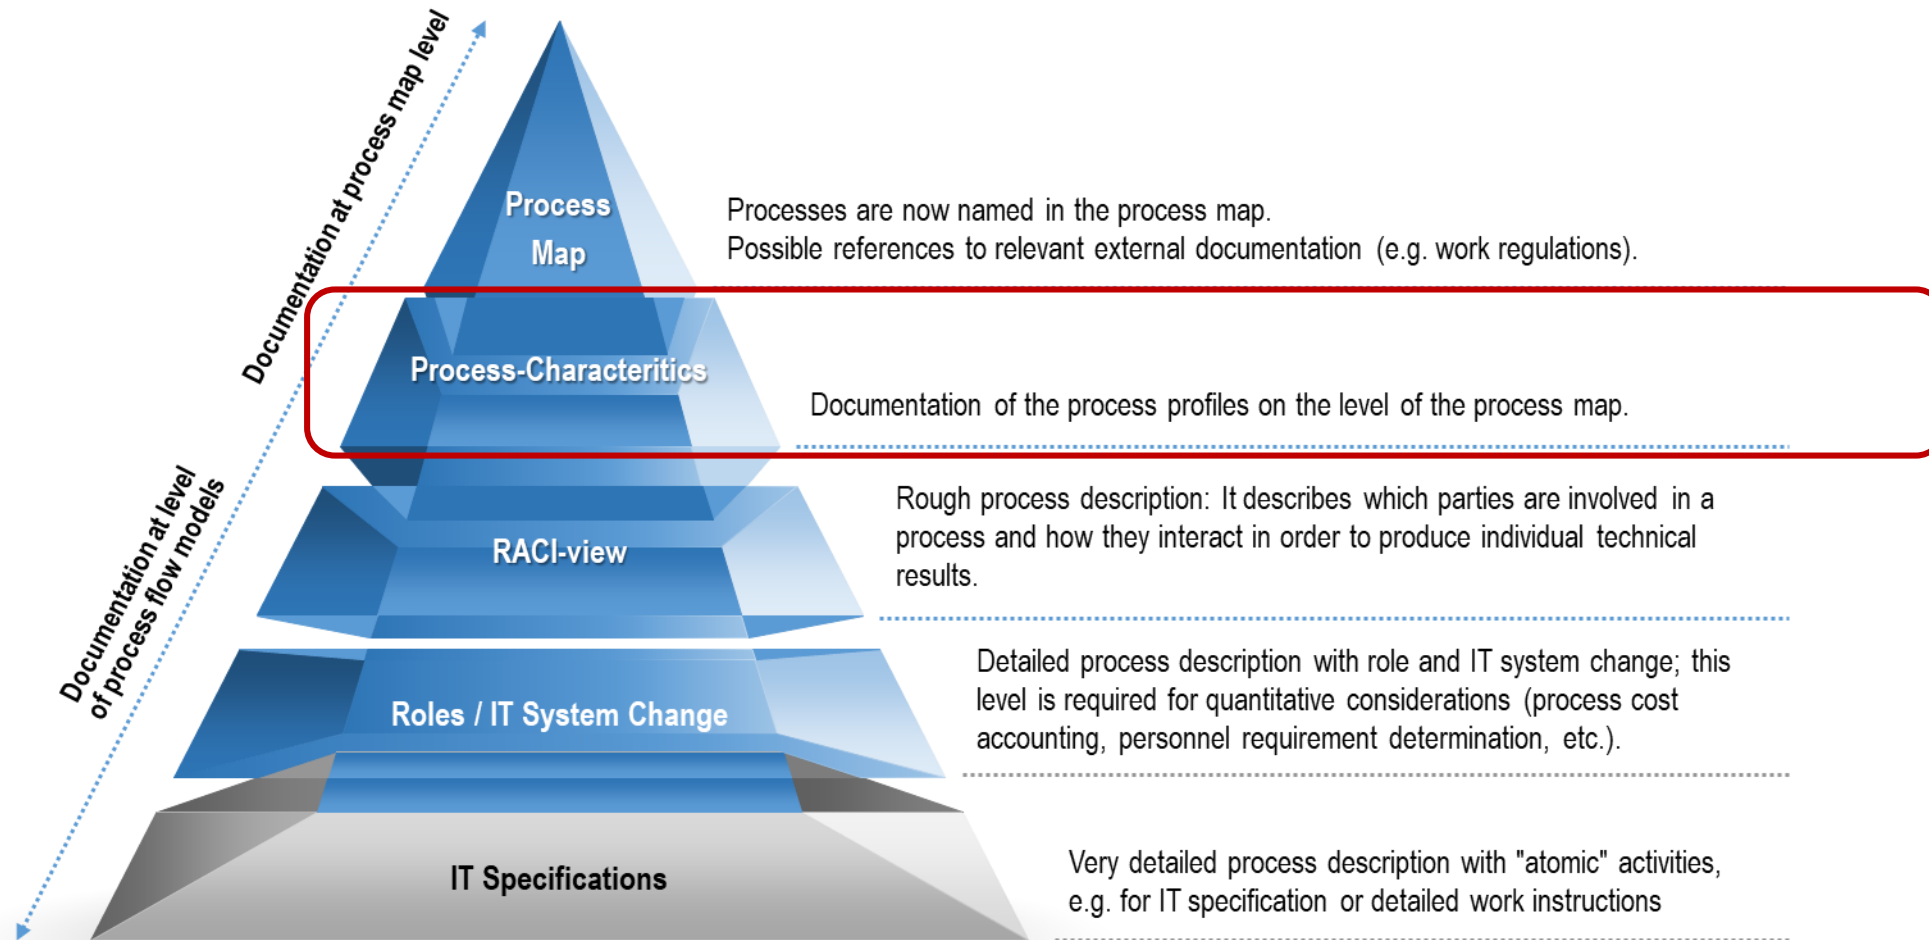 Documentation at process map level
Process
Map
Processes are now named in the process map.
Possible references to relevant external documentation (e.g. work regulations).
Process-Characteritics
Documentation of the process profiles on the level of the process map.
Documentation at level
of process flow models
RACI-view
Rough process description: It describes which parties are involved in a
process and how they interact in order to produce individual technical
results.
Roles / IT System Change
Detailed process description with role and IT system change; this
level is required for quantitative considerations (process cost
accounting, personnel requirement determination, etc.).
IT Specifications
Very detailed process description with "atomic" activities,
e.g. for IT specification or detailed work instructions